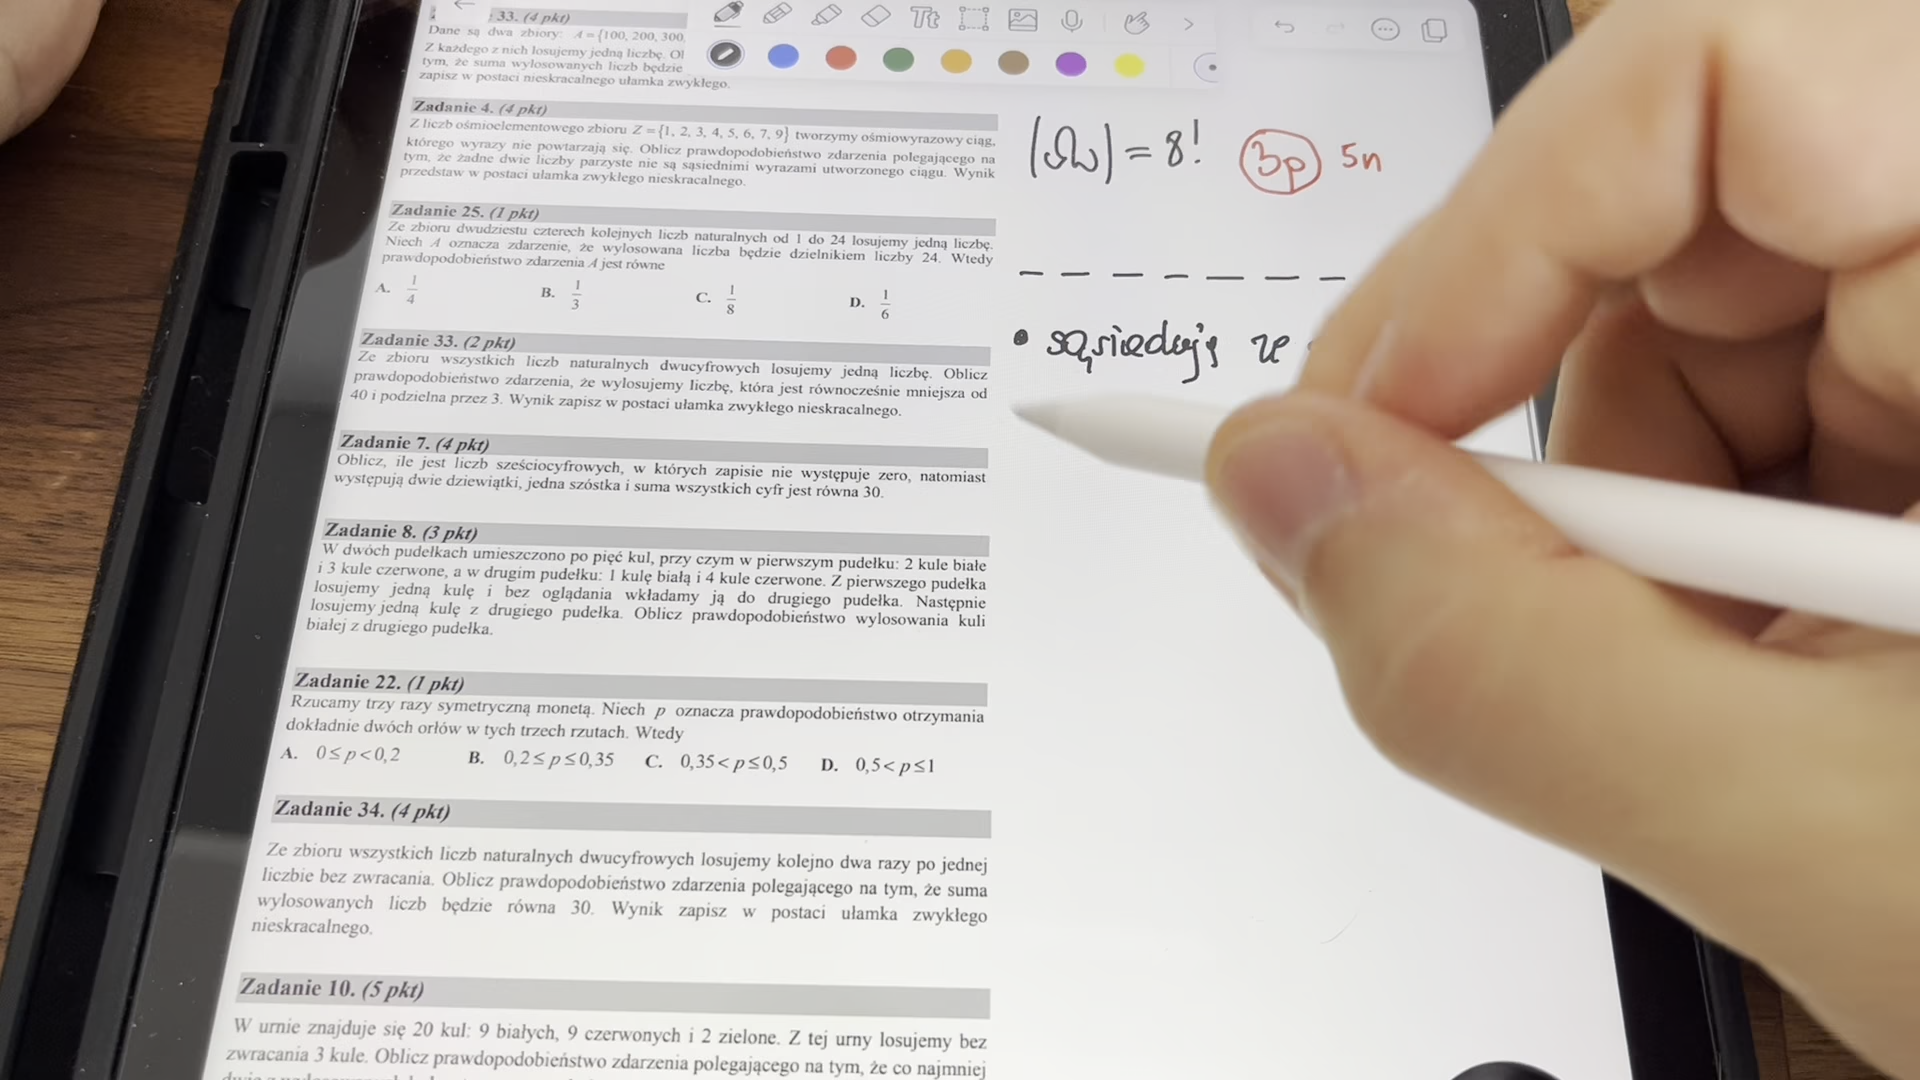 33. (4 pkt)
Dane są dwa zbiory: A = {100, 200, 300,
Z każdego z nich losujemy jedną liczbę.
tym, że suma wylosowanych liczb będzie
zapisz w postaci nieskracalnego ułamka zwykłego.
Tt
Zadanie 4. (4 pkt)
Z liczb ośmioelementowego zbioru Z = {1, 2, 3, 4, 5, 6, 7, 9} tworzymy ośmiowyrazowy ciąg,
którego wyrazy nie powtarzają się. Oblicz prawdopodobieństwo zdarzenia polegającego na
tym, że żadne dwie liczby parzyste nie są sąsiednimi wyrazami utworzonego ciągu. Wynik
przedstaw w postaci ułamka zwykłego nieskracalnego.
Zadanie 25. (1 pkt)
Ze zbioru dwudziestu czterech kolejnych liczb naturalnych od 1 do 24 losujemy jedną liczbę.
Niech A oznacza zdarzenie, że wylosowana liczba będzie dzielnikiem liczby 24. Wtedy
prawdopodobieństwo zdarzenia A jest równe
A. 1/4 B. 1/3 C. 1/8 D. 1/6
Zadanie 33. (2 pkt)
Ze zbioru wszystkich liczb naturalnych dwucyfrowych losujemy jedną liczbę. Oblicz
prawdopodobieństwo zdarzenia, że wylosujemy liczbę, która jest równocześnie mniejsza od
40 i podzielna przez 3. Wynik zapisz w postaci ułamka zwykłego nieskracalnego.
Zadanie 7. (4 pkt)
Oblicz, ile jest liczb sześciocyfrowych, w których zapisie nie występuje zero, natomiast
występują dwie dziewiątki, jedna szóstka i suma wszystkich cyfr jest równa 30.
Zadanie 8. (3 pkt)
W dwóch pudełkach umieszczono po pięć kul, przy czym w pierwszym pudełku: 2 kule białe
i 3 kule czerwone, a w drugim pudełku: 1 kulę białą i 4 kule czerwone. Z pierwszego pudełka
losujemy jedną kulę i bez oglądania wkładamy ją do drugiego pudełka. Następnie
losujemy jedną kulę z drugiego pudełka. Oblicz prawdopodobieństwo wylosowania kuli
białej z drugiego pudełka.
Zadanie 22. (1 pkt)
Rzucamy trzy razy symetryczną monetą. Niech p oznacza prawdopodobieństwo otrzymania
dokładnie dwóch orłów w tych trzech rzutach. Wtedy
A. 0 ≤ p < 0,2 B. 0,2 ≤ p ≤ 0,35 C. 0,35 < p ≤ 0,5 D. 0,5 < p ≤ 1
Zadanie 34. (4 pkt)
Ze zbioru wszystkich liczb naturalnych dwucyfrowych losujemy kolejno dwa razy po jednej
liczbie bez zwracania. Oblicz prawdopodobieństwo zdarzenia polegającego na tym, że suma
wylosowanych liczb będzie równa 30. Wynik zapisz w postaci ułamka zwykłego
nieskracalnego.
Zadanie 10. (5 pkt)
W urnie znajduje się 20 kul: 9 białych, 9 czerwonych i 2 zielone. Z tej urny losujemy bez
zwracania 3 kule. Oblicz prawdopodobieństwo zdarzenia polegającego na tym, że co najmniej
|Ω| = 8! 3p 5n
• sąsiadują ze